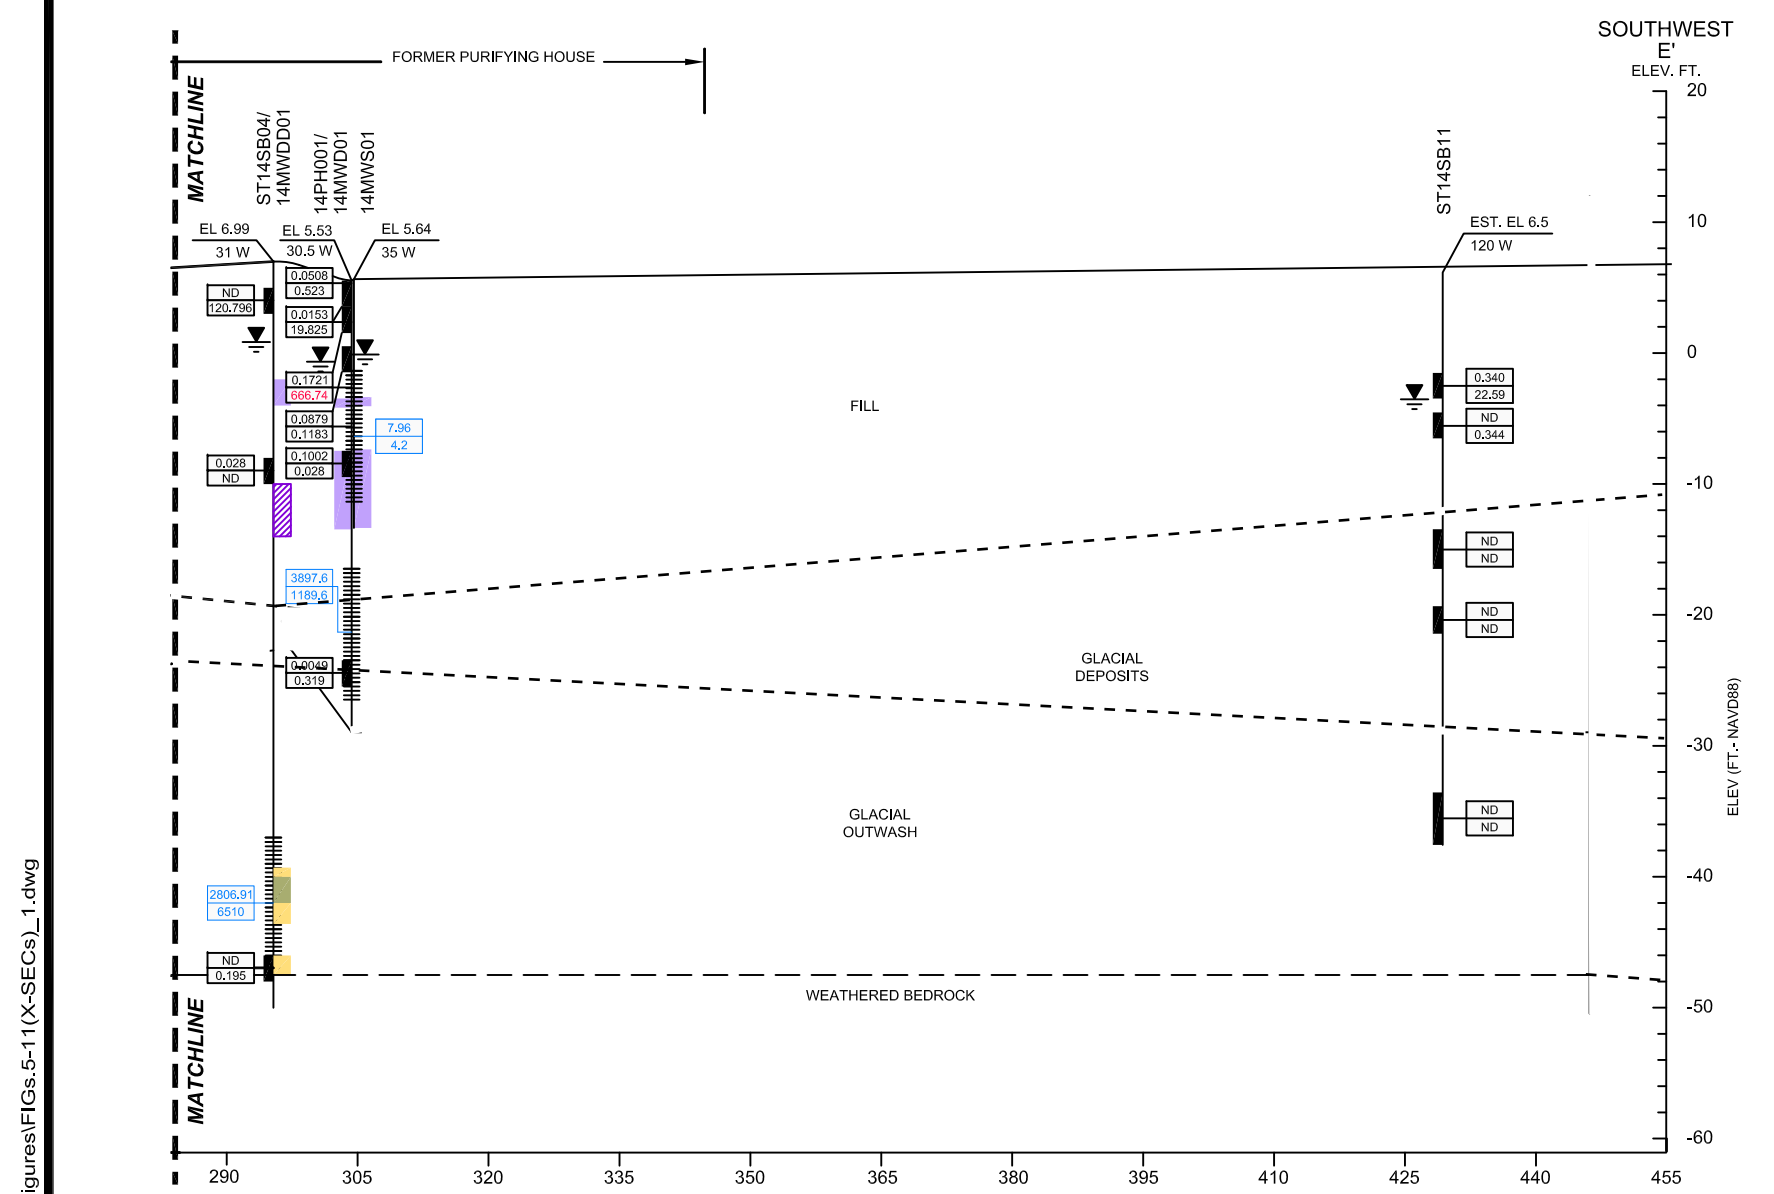 SOUTHWEST
E'
ELEV. FT.
FORMER PURIFYING HOUSE
MATCHLINE
ST14SB04/
14MWDD01
14PH001/
14MWD01
14MWS01
ST14SB11
EL 6.99
31 W
EL 5.53
30.5 W
EL 5.64
35 W
EST. EL 6.5
120 W
20
10
0
-10
-20
-30
-40
-50
-60
ELEV (FT.- NAVD88)
ND
120.796
0.0508
0.523
0.0153
19.825
0.1721
666.74
0.0879
0.1183
0.1002
0.028
7.96
4.2
0.028
ND
3897.6
1189.6
0.0049
0.319
2806.91
6510
ND
0.195
0.340
22.59
ND
0.344
ND
ND
ND
ND
ND
ND
FILL
GLACIAL
DEPOSITS
GLACIAL
OUTWASH
WEATHERED BEDROCK
MATCHLINE
290
305
320
335
350
365
380
395
410
425
440
455
igures\FIGs.5-11(X-SECs)_1.dwg